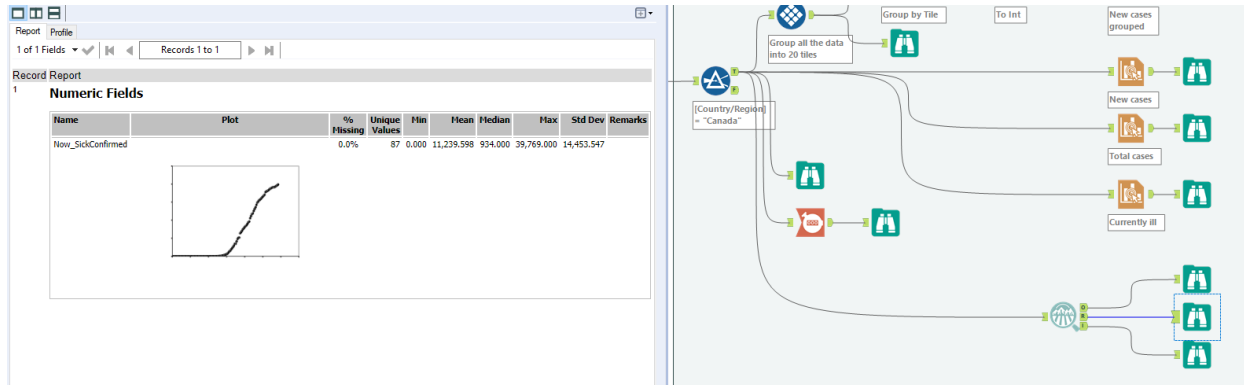 Report Profile
1 of 1 Fields
Records 1 to 1
Record Report
1
Numeric Fields
Name Plot % Missing Unique Values Min Mean Median Max Std Dev Remarks
Now_SickConfirmed 0.0% 87 0.000 11,239.598 934.000 39,769.000 14,453.547
Group by Tile
To Int
New cases
grouped
Group all the data
into 20 tiles
T
F
[Country/Region]
= "Canada"
New cases
Total cases
Currently ill
O
R
I